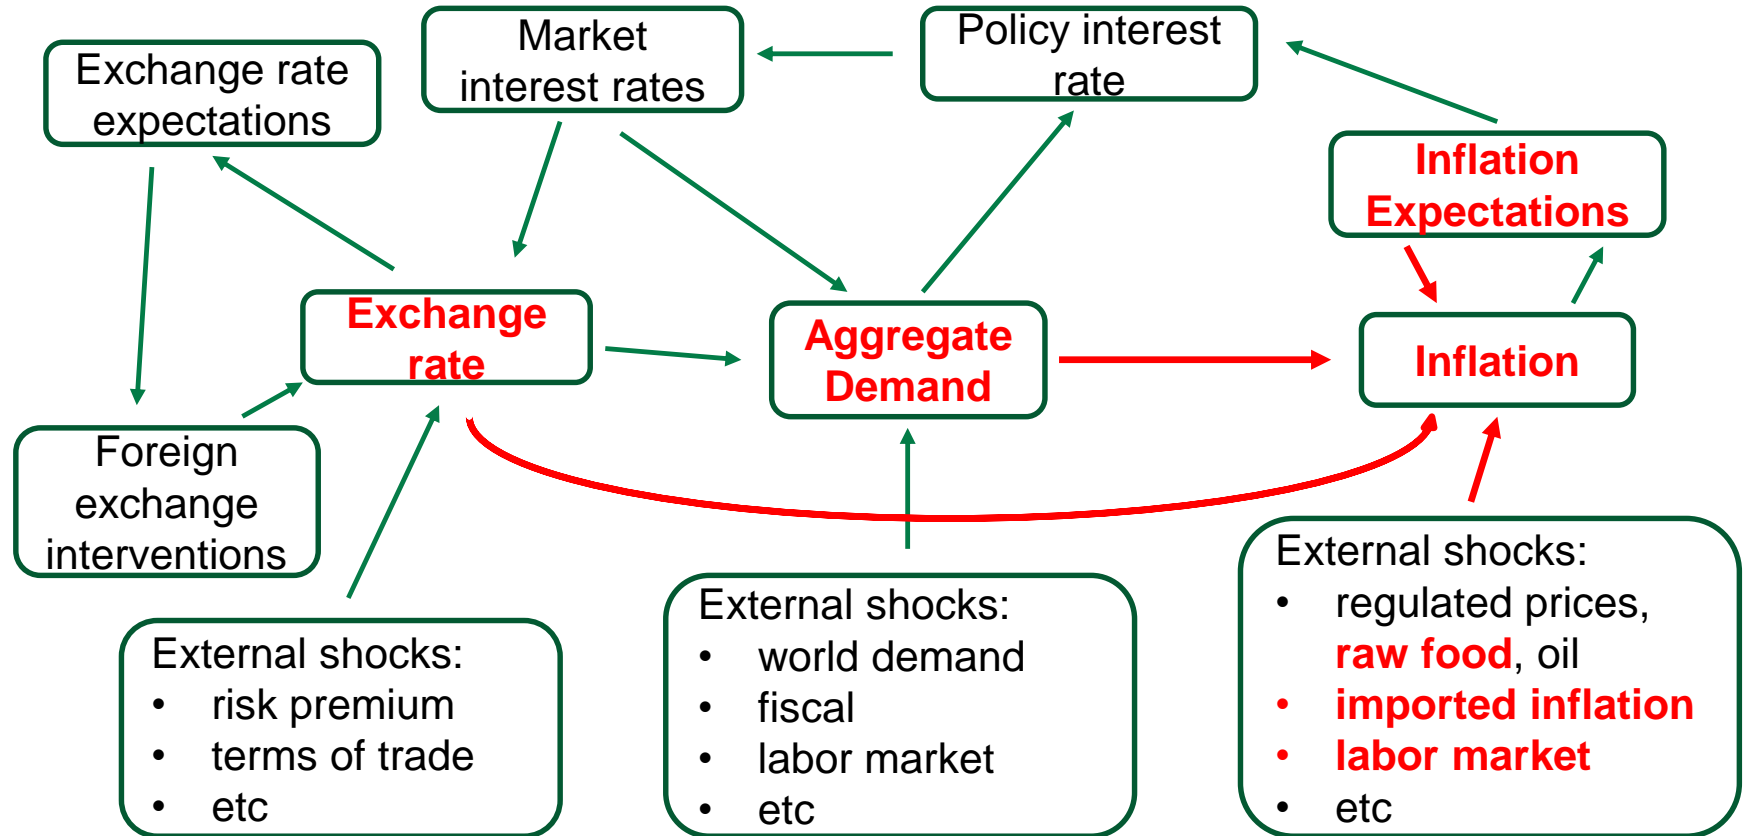 Exchange rate
expectations
Market
interest rates
Policy interest
rate
Inflation
Expectations
Exchange
rate
Aggregate
Demand
Inflation
Foreign
exchange
interventions
External shocks:
• risk premium
• terms of trade
• etc
External shocks:
• world demand
• fiscal
• labor market
• etc
External shocks:
• regulated prices,
raw food, oil
• imported inflation
• labor market
• etc